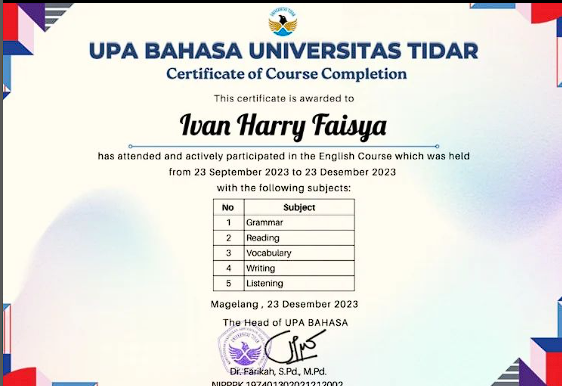 UPA BAHASA UNIVERSITAS TIDAR
Certificate of Course Completion
This certificate is awarded to
Ivan Harry Faisya
has attended and actively participated in the English Course which was held
from 23 September 2023 to 23 Desember 2023
with the following subjects:
No Subject
1 Grammar
2 Reading
3 Vocabulary
4 Writing
5 Listening
Magelang , 23 Desember 2023
The Head of UPA BAHASA
Dr. Farikah, S.Pd., M.Pd.